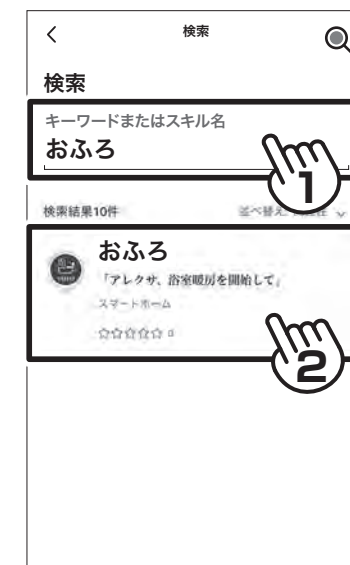 検索
検索
キーワードまたはスキル名
おふろ
1
検索結果10件
並べ替え:
おふろ
「アレクサ、浴室暖房を開始して」
スマートホーム
☆☆☆☆☆ 0
2